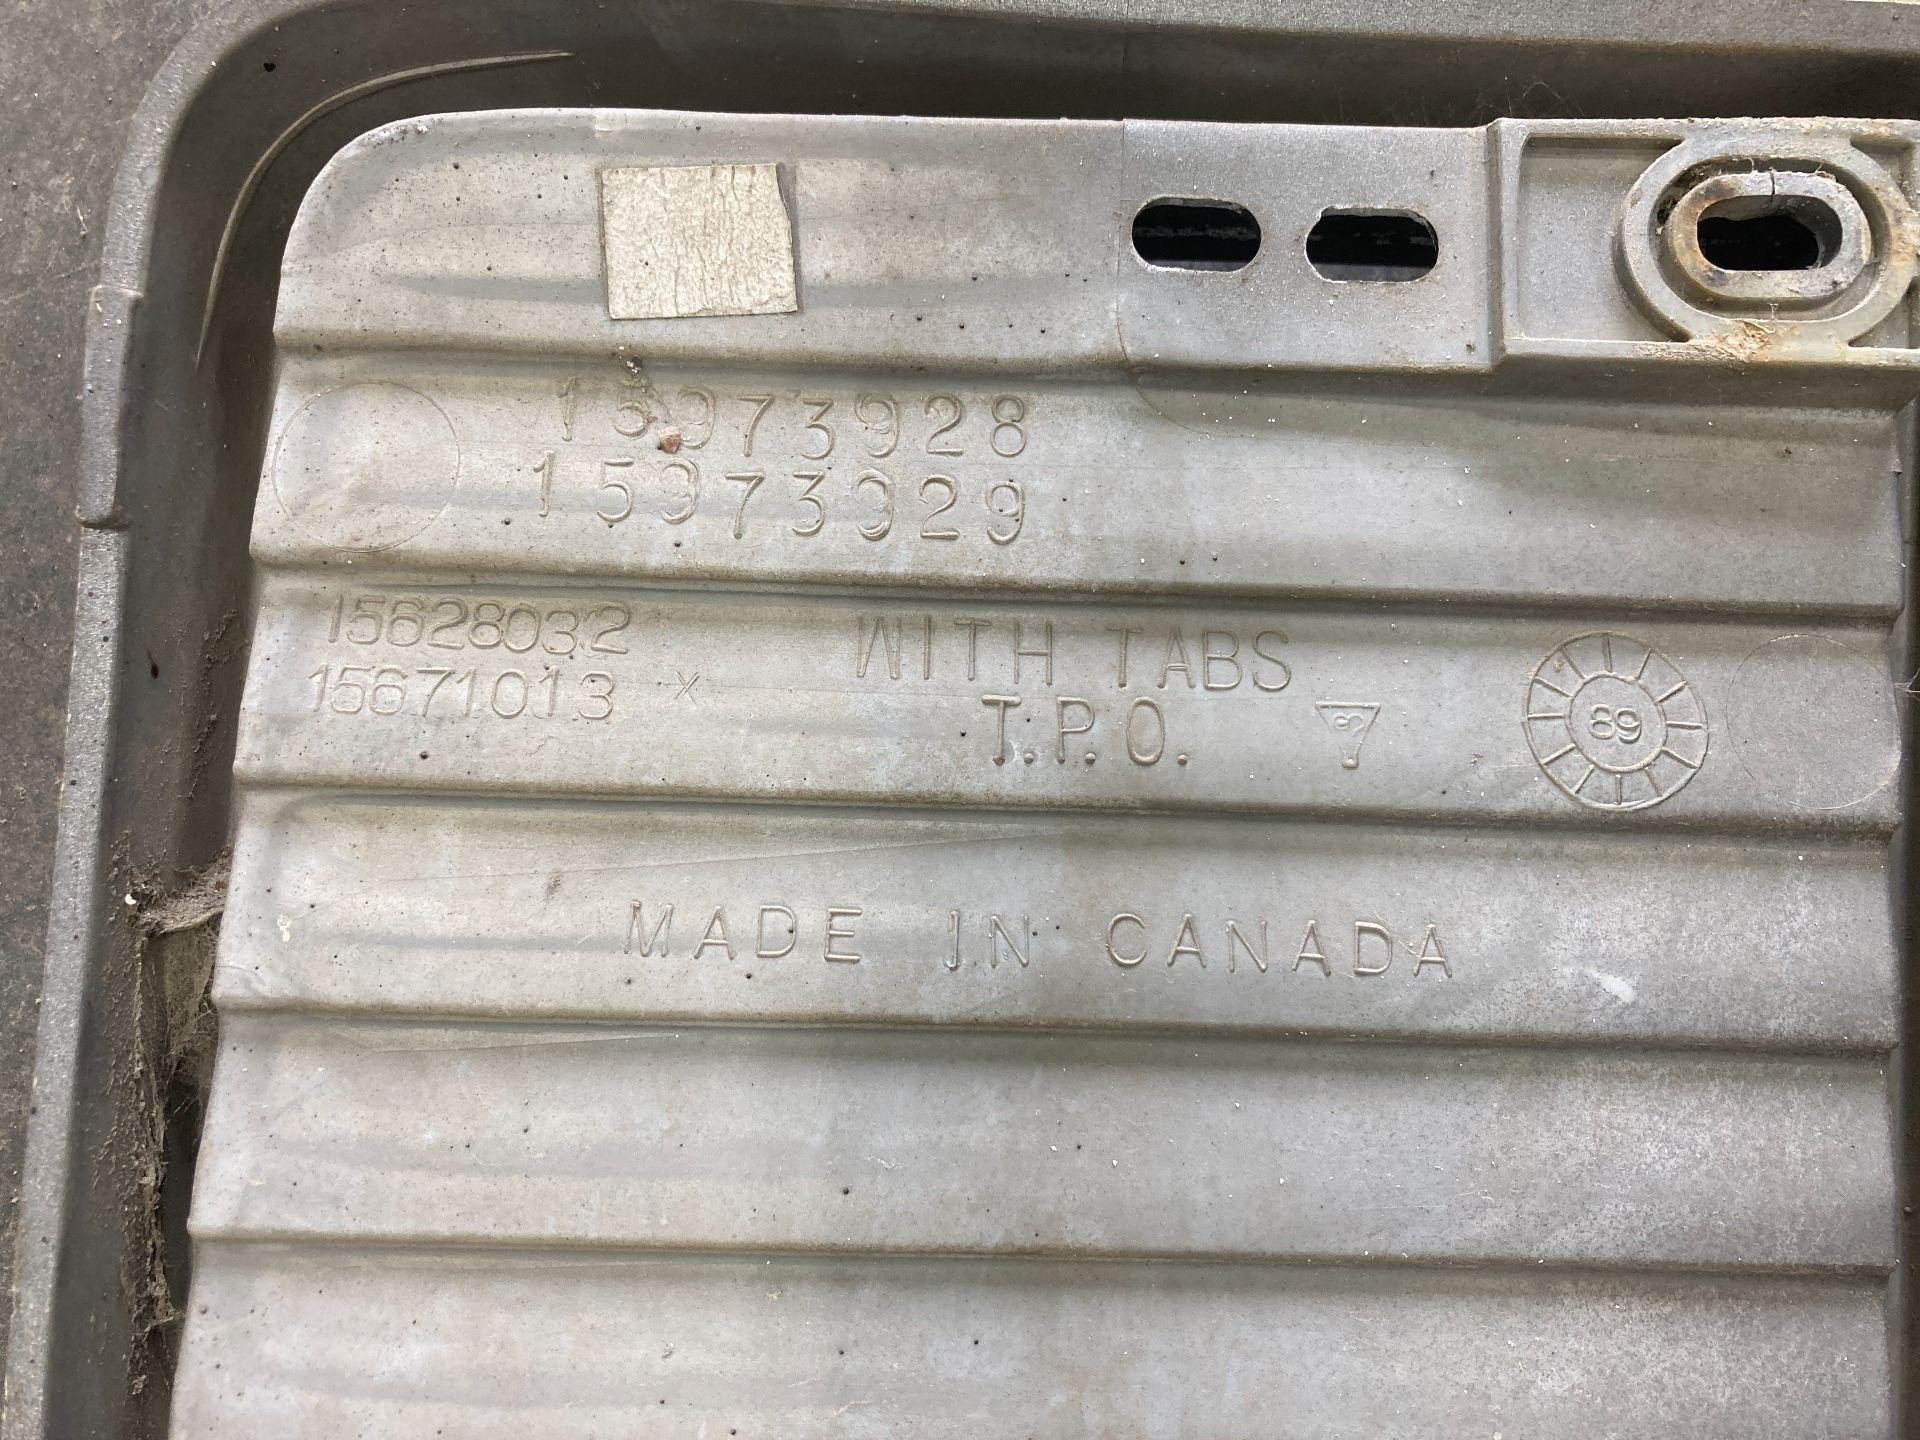 15973928
15973929
15628032
15671013 X
WITH TABS
T.P.O.
89
MADE IN CANADA